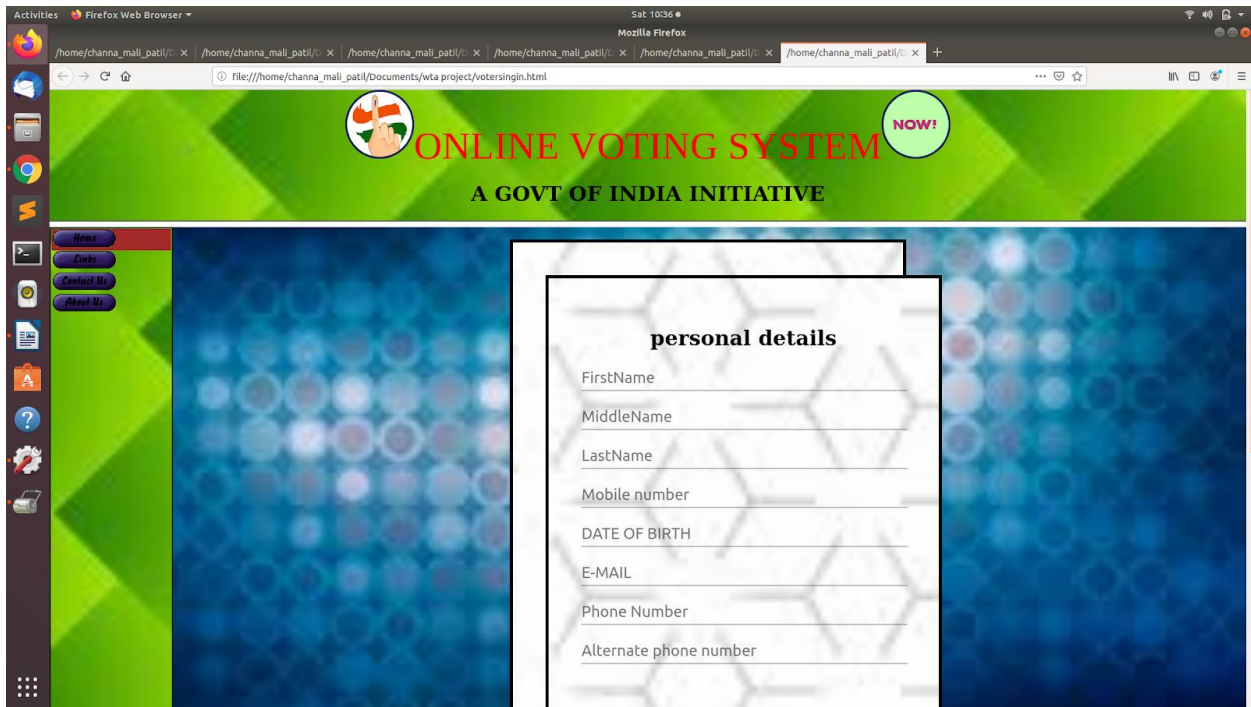 Activities Firefox Web Browser Sat 10:36
Mozilla Firefox
/home/channa_mali_patil/D /home/channa_mali_patil/D /home/channa_mali_patil/D /home/channa_mali_patil/D /home/channa_mali_patil/D /home/channa_mali_patil/D
file:///home/channa_mali_patil/Documents/wta project/votersingin.html
ONLINE VOTING SYSTEM NOW!
A GOVT OF INDIA INITIATIVE
Home
Links
Contact Us
About Us
personal details
FirstName
MiddleName
LastName
Mobile number
DATE OF BIRTH
E-MAIL
Phone Number
Alternate phone number